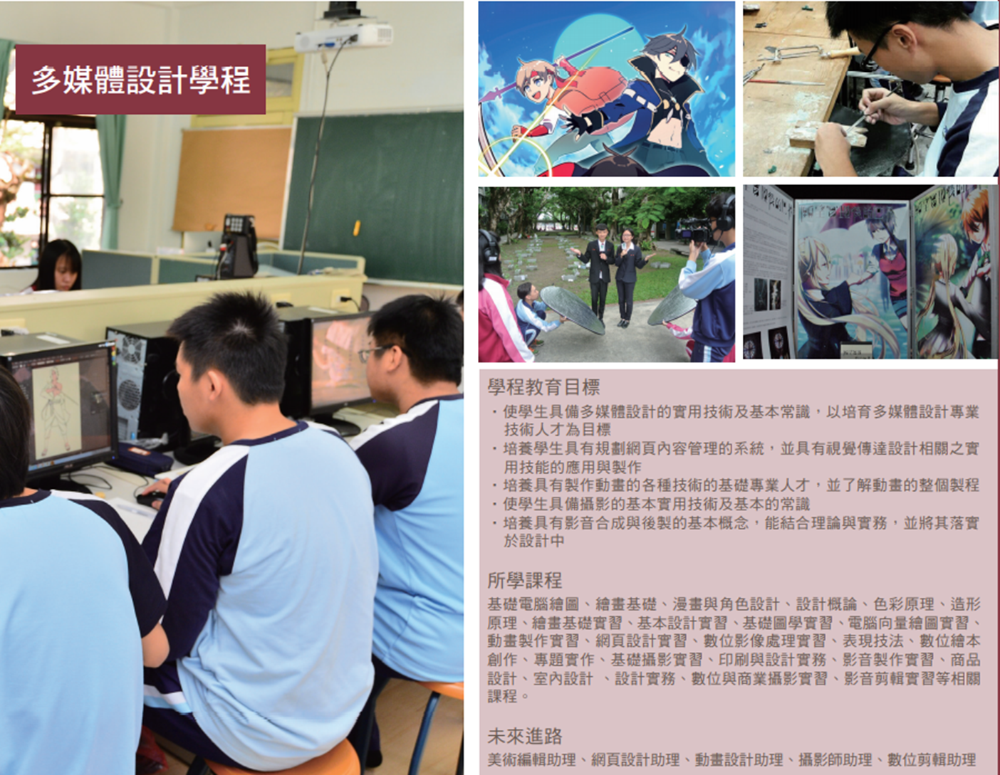 多媒體設計學程
學程教育目標
・使學生具備多媒體設計的實用技術及基本常識，以培育多媒體設計專業
技術人才為目標
・培養學生具有規劃網頁內容管理的系統，並具有視覺傳達設計相關之實
用技能的應用與製作
・培養具有製作動畫的各種技術的基礎專業人才，並了解動畫的整個製程
・使學生具備攝影的基本實用技術及基本的常識
・培養具有影音合成與後製的基本概念，能結合理論與實務，並將其落實
於設計中
所學課程
基礎電腦繪圖、繪畫基礎、漫畫與角色設計、設計概論、色彩原理、造形
原理、繪畫基礎實習、基本設計實習、基礎圖學實習、電腦向量繪圖實習、
動畫製作實習、網頁設計實習、數位影像處理實習、表現技法、數位繪本
創作、專題實作、基礎攝影實習、印刷與設計實務、影音製作實習、商品
設計、室內設計 、設計實務、數位與商業攝影實習、影音剪輯實習等相關
課程。
未來進路
美術編輯助理、網頁設計助理、動畫設計助理、攝影師助理、數位剪輯助理